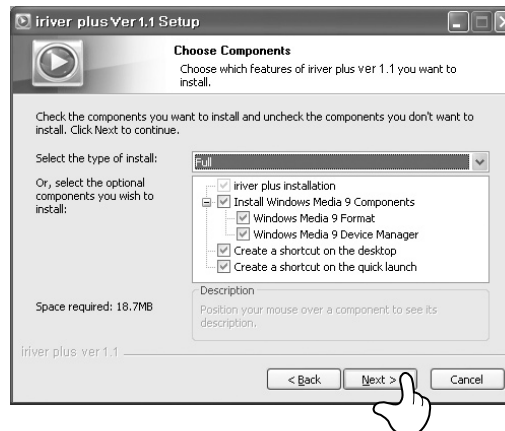 iriver plus Ver 1.1 Setup
Choose Components
Choose which features of iriver plus ver 1.1 you want to
install.
Check the components you want to install and uncheck the components you don't want to
install. Click Next to continue.
Select the type of install:
Full
Or, select the optional
components you wish to
install:
iriver plus installation
Install Windows Media 9 Components
Windows Media 9 Format
Windows Media 9 Device Manager
Create a shortcut on the desktop
Create a shortcut on the quick launch
Space required: 18.7MB
Description
Position your mouse over a component to see its
description.
iriver plus ver 1.1
< Back
Next >
Cancel